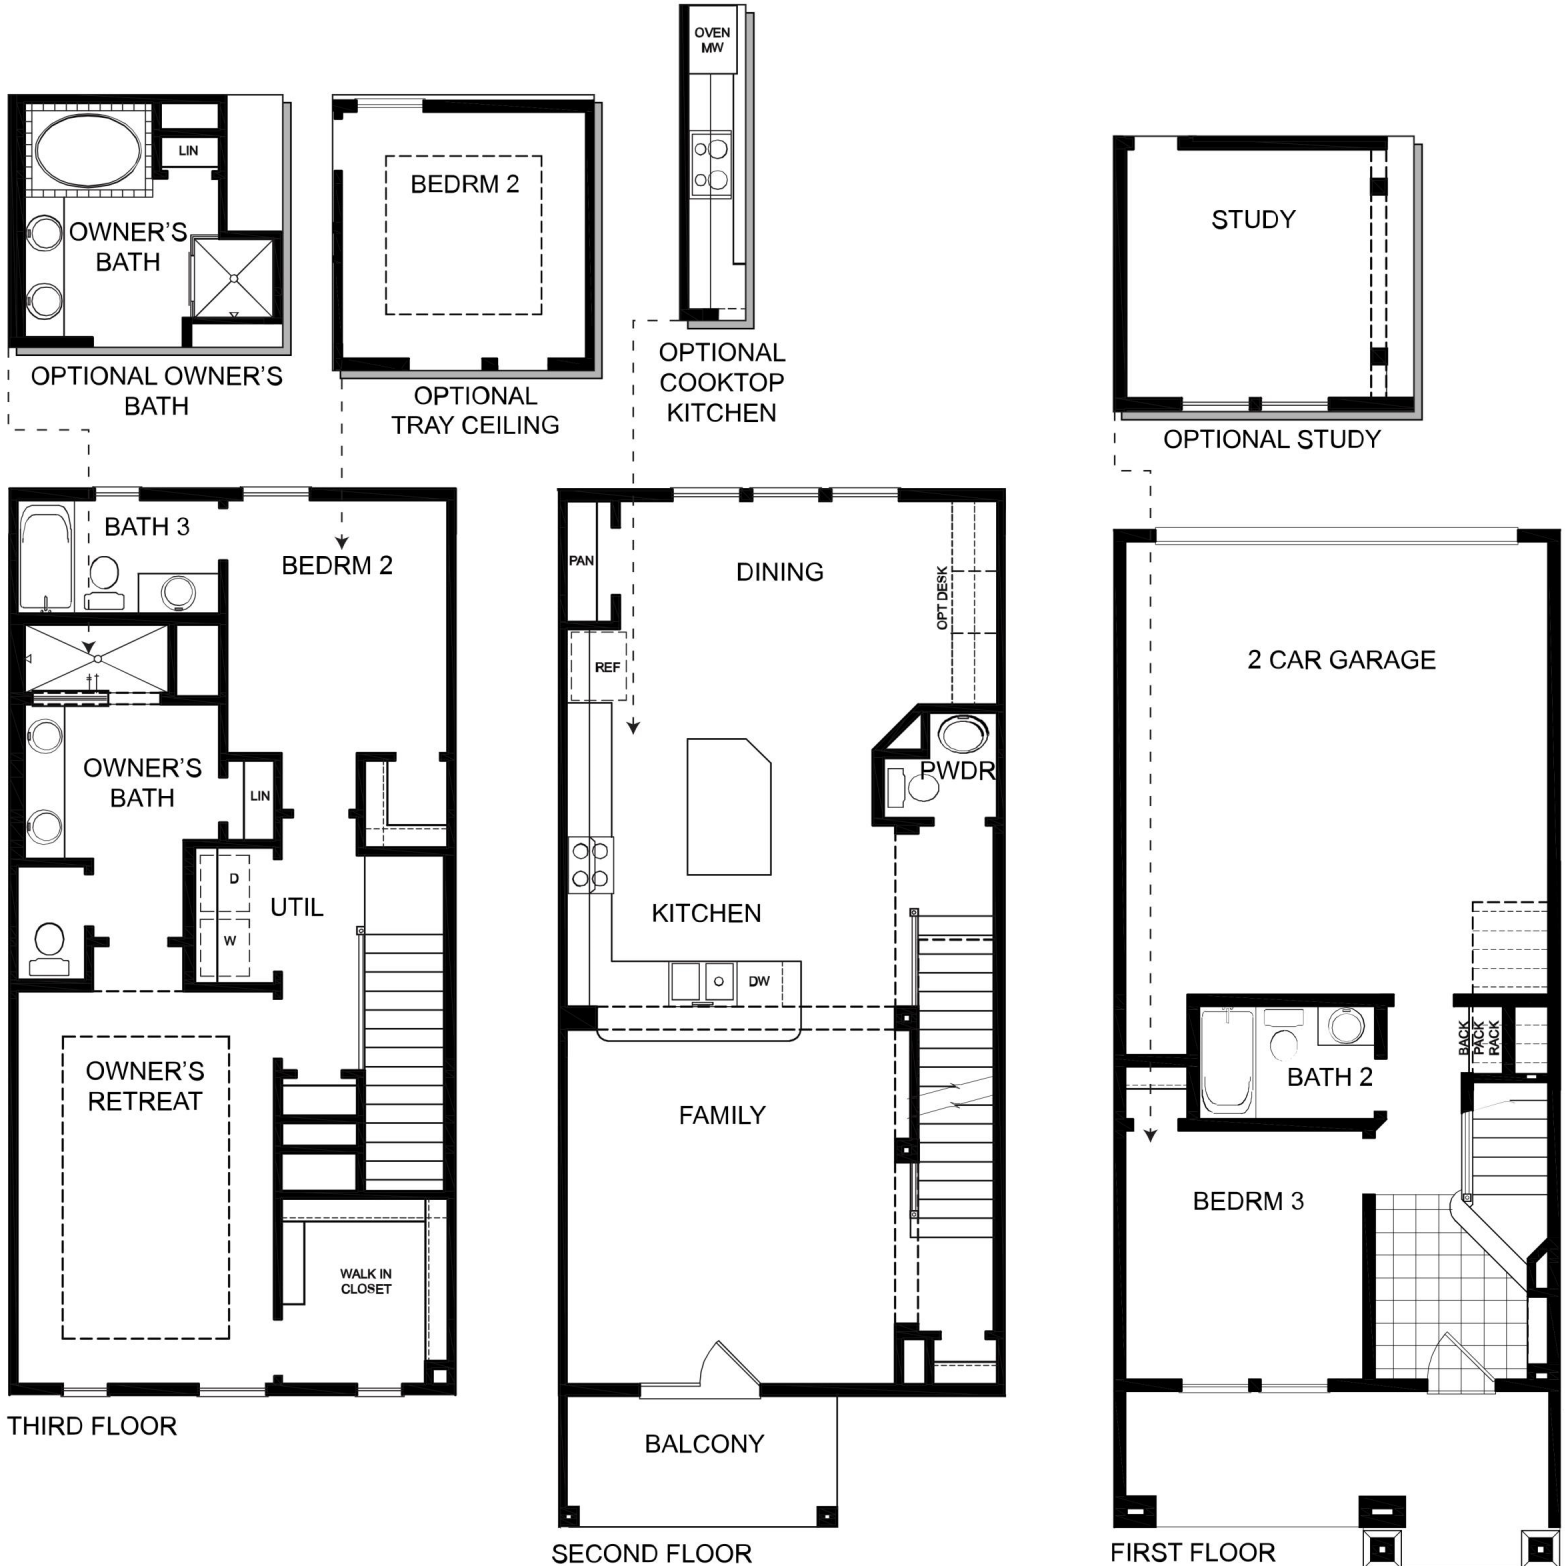 OVEN
MW
LIN
OWNER'S
BATH
OPTIONAL OWNER'S
BATH
BEDRM 2
OPTIONAL
TRAY CEILING
OPTIONAL
COOKTOP
KITCHEN
STUDY
OPTIONAL STUDY
BATH 3
BEDRM 2
OWNER'S
BATH
LIN
D
W
UTIL
OWNER'S
RETREAT
WALK IN
CLOSET
THIRD FLOOR
PAN
DINING
OPT DESK
REF
PWDR
KITCHEN
DW
FAMILY
BALCONY
SECOND FLOOR
2 CAR GARAGE
BACK
PACK
RACK
BATH 2
BEDRM 3
FIRST FLOOR